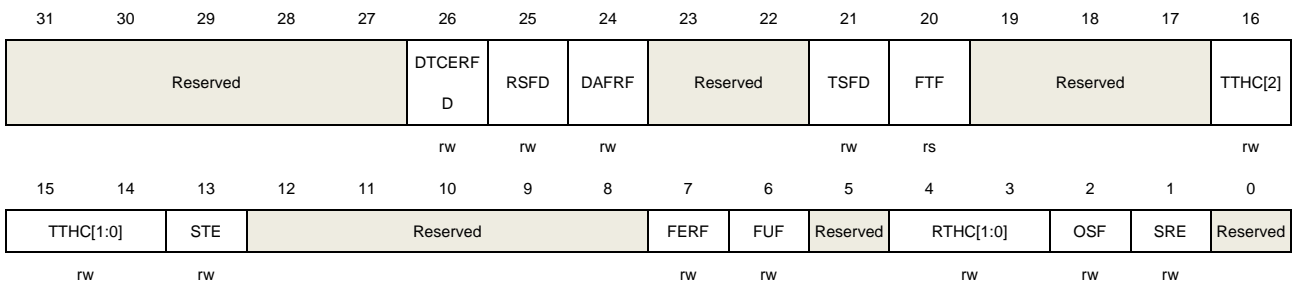 31 30 29 28 27 26 25 24 23 22 21 20 19 18 17 16
Reserved DTCERFD RSFD DAFRF Reserved TSFD FTF Reserved TTHC[2]
rw rw rw rw rs rw
15 14 13 12 11 10 9 8 7 6 5 4 3 2 1 0
TTHC[1:0] STE Reserved FERF FUF Reserved RTHC[1:0] OSF SRE Reserved
rw rw rw rw rw rw rw